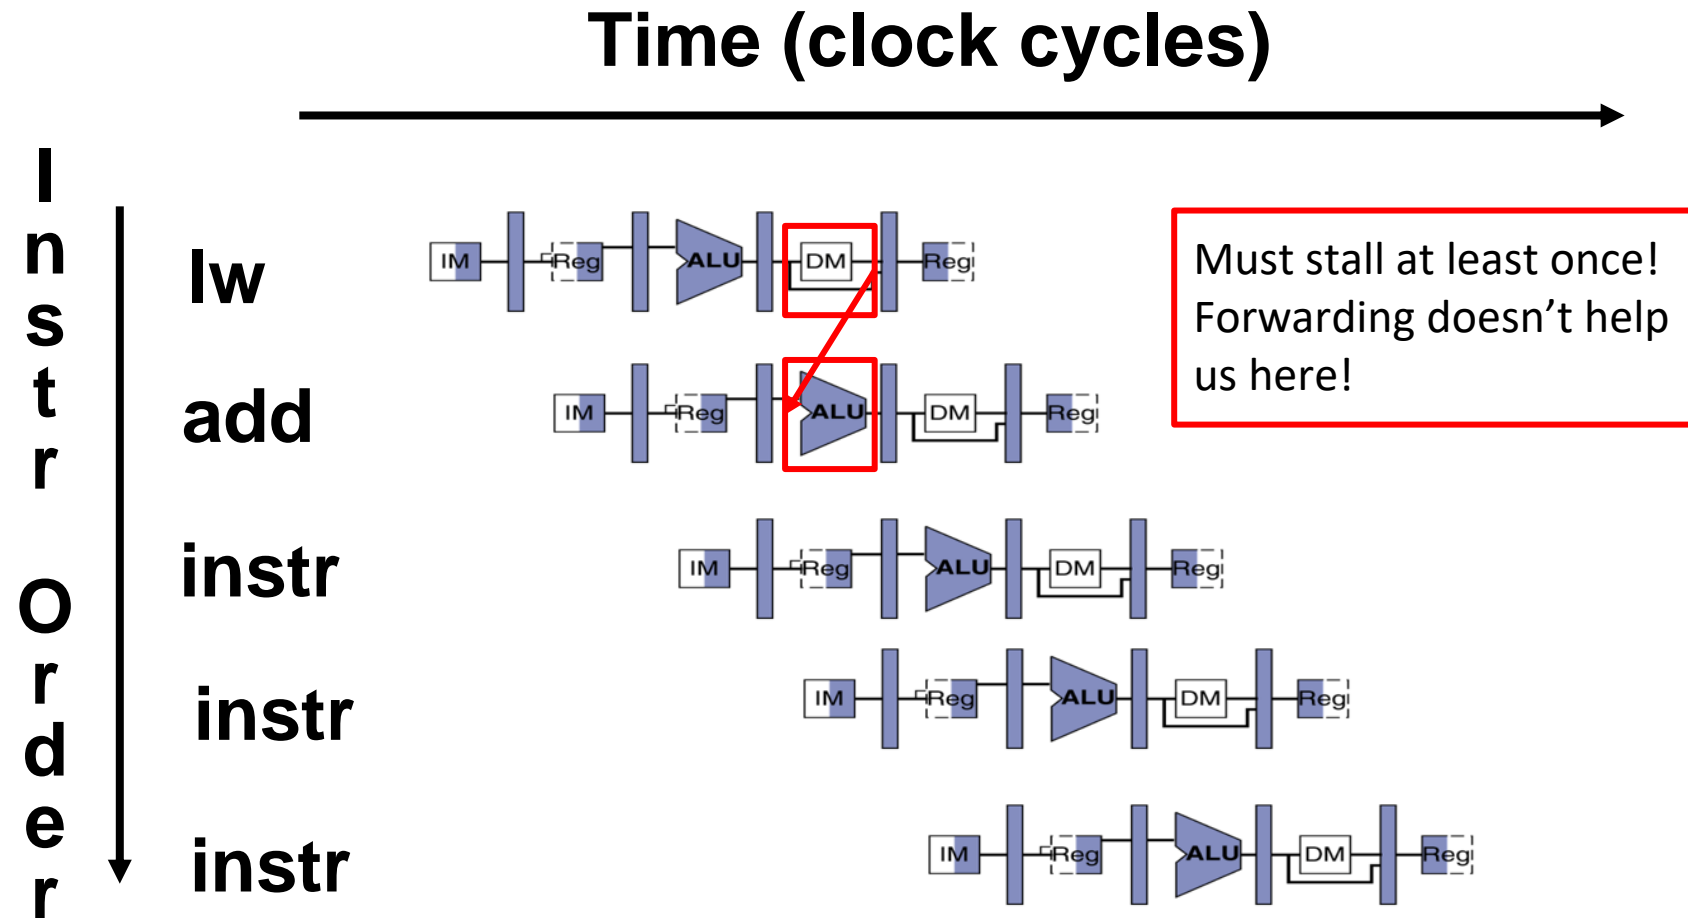 Time (clock cycles)
Instr Order
lw
IM
Reg
ALU
DM
Reg
Must stall at least once!
Forwarding doesn’t help
us here!
add
IM
Reg
ALU
DM
Reg
instr
IM
Reg
ALU
DM
Reg
instr
IM
Reg
ALU
DM
Reg
instr
IM
Reg
ALU
DM
Reg